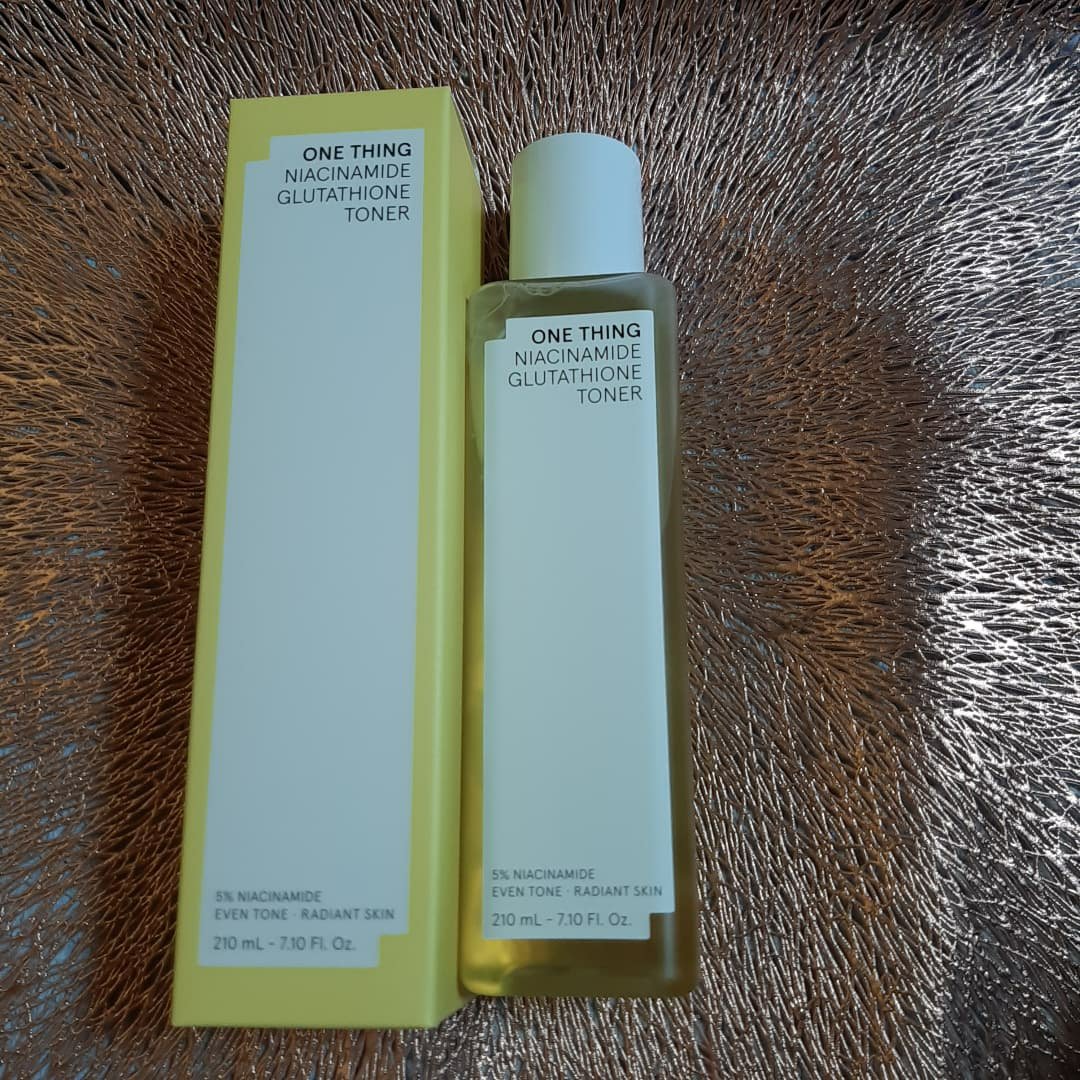 ONE THING
NIACINAMIDE
GLUTATHIONE
TONER
5% NIACINAMIDE
EVEN TONE · RADIANT SKIN
210 mL - 7.10 Fl. Oz.
ONE THING
NIACINAMIDE
GLUTATHIONE
TONER
5% NIACINAMIDE
EVEN TONE · RADIANT SKIN
210 mL - 7.10 Fl. Oz.